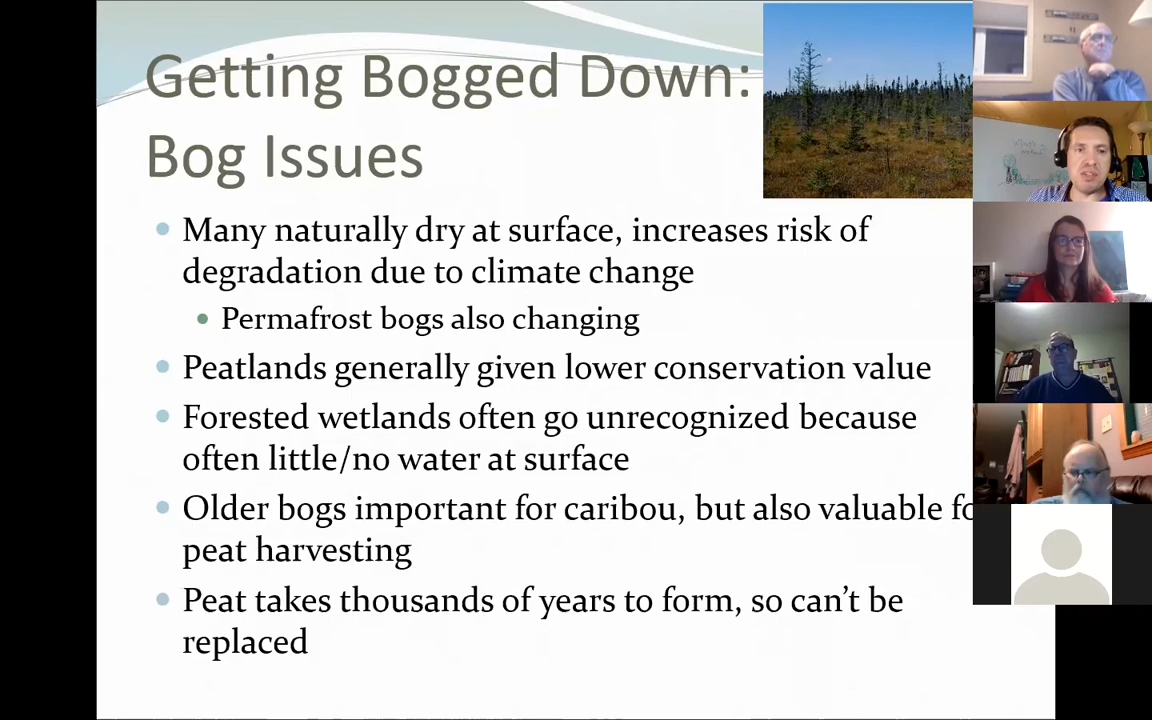 Getting Bogged Down:
Bog Issues
Many naturally dry at surface, increases risk of
degradation due to climate change
Permafrost bogs also changing
Peatlands generally given lower conservation value
Forested wetlands often go unrecognized because
often little/no water at surface
Older bogs important for caribou, but also valuable fo
peat harvesting
Peat takes thousands of years to form, so can't be
replaced